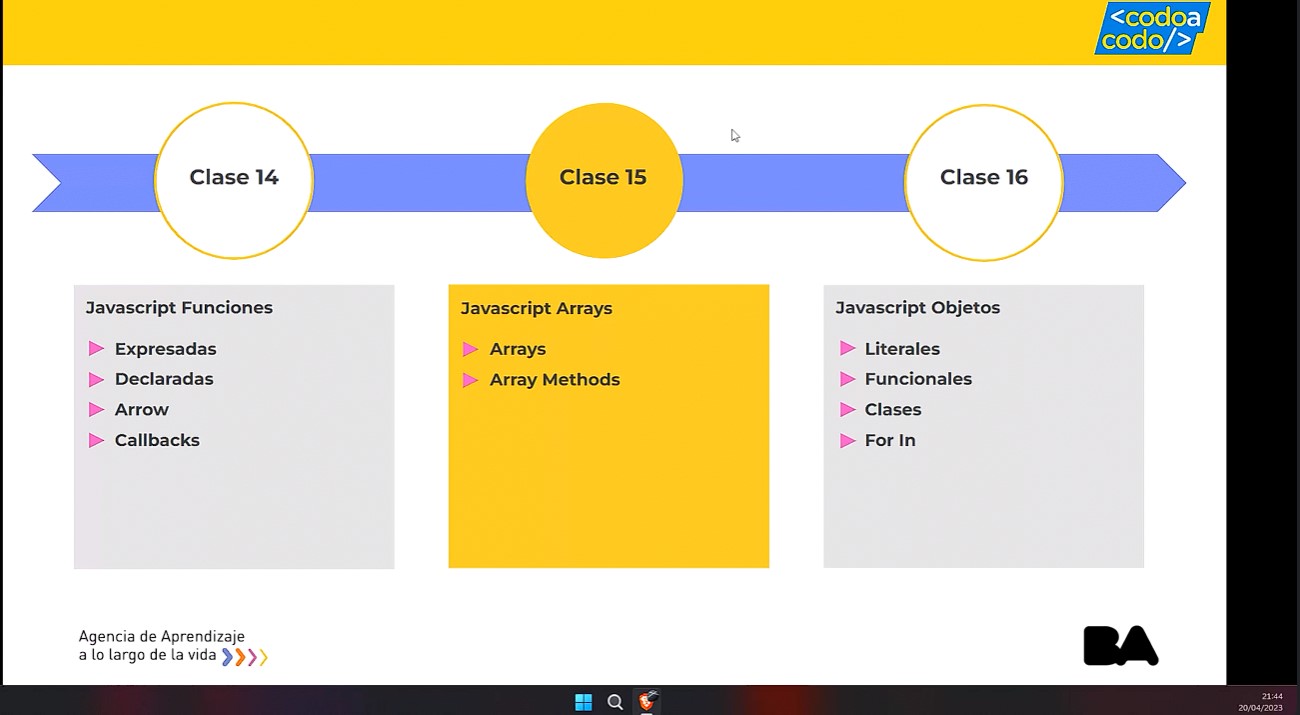 <codoa
codo/>
Clase 14
Clase 15
Clase 16
Javascript Funciones
Expresadas
Declaradas
Arrow
Callbacks
Javascript Arrays
Arrays
Array Methods
Javascript Objetos
Literales
Funcionales
Clases
For In
Agencia de Aprendizaje
a lo largo de la vida
BA
21:44
20/04/2023